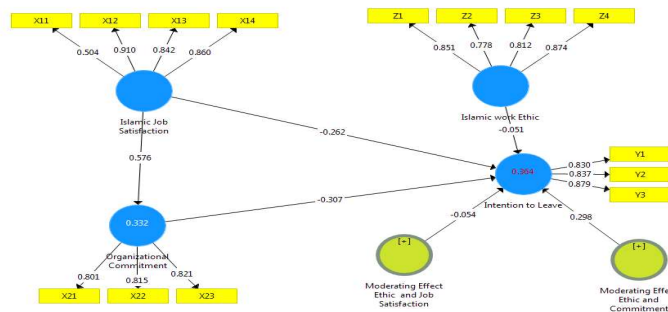 X11 X12 X13 X14
Z1 Z2 Z3 Z4
0.504 0.910 0.842 0.860
0.851 0.778 0.812 0.874
Islamic Job
Satisfaction
Islamic work Ethic
-0.262
-0.051
0.576
0.364
Intention to Leave
0.830 Y1
0.837 Y2
0.879 Y3
-0.307
0.332
Organizational
Commitment
-0.054
0.298
0.801 0.815 0.821
X21 X22 X23
[+]
Moderating Effect
Ethic and Job
Satisfaction
[+]
Moderating Effe
Ethic and
Commitment